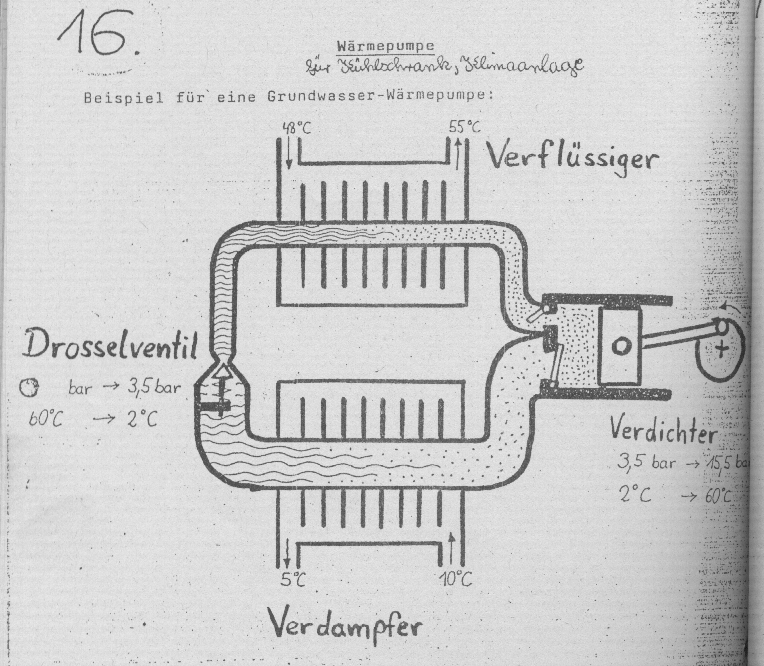 16.
Wärmepumpe
für Kühlschrank, Klimaanlage
Beispiel für eine Grundwasser-Wärmepumpe:
48°C
55°C
Verflüssiger
Drosselventil
bar → 3,5 bar
60°C → 2°C
Verdichter
3,5 bar → 15,5 ba
2°C → 60°C
5°C
10°C
Verdampfer